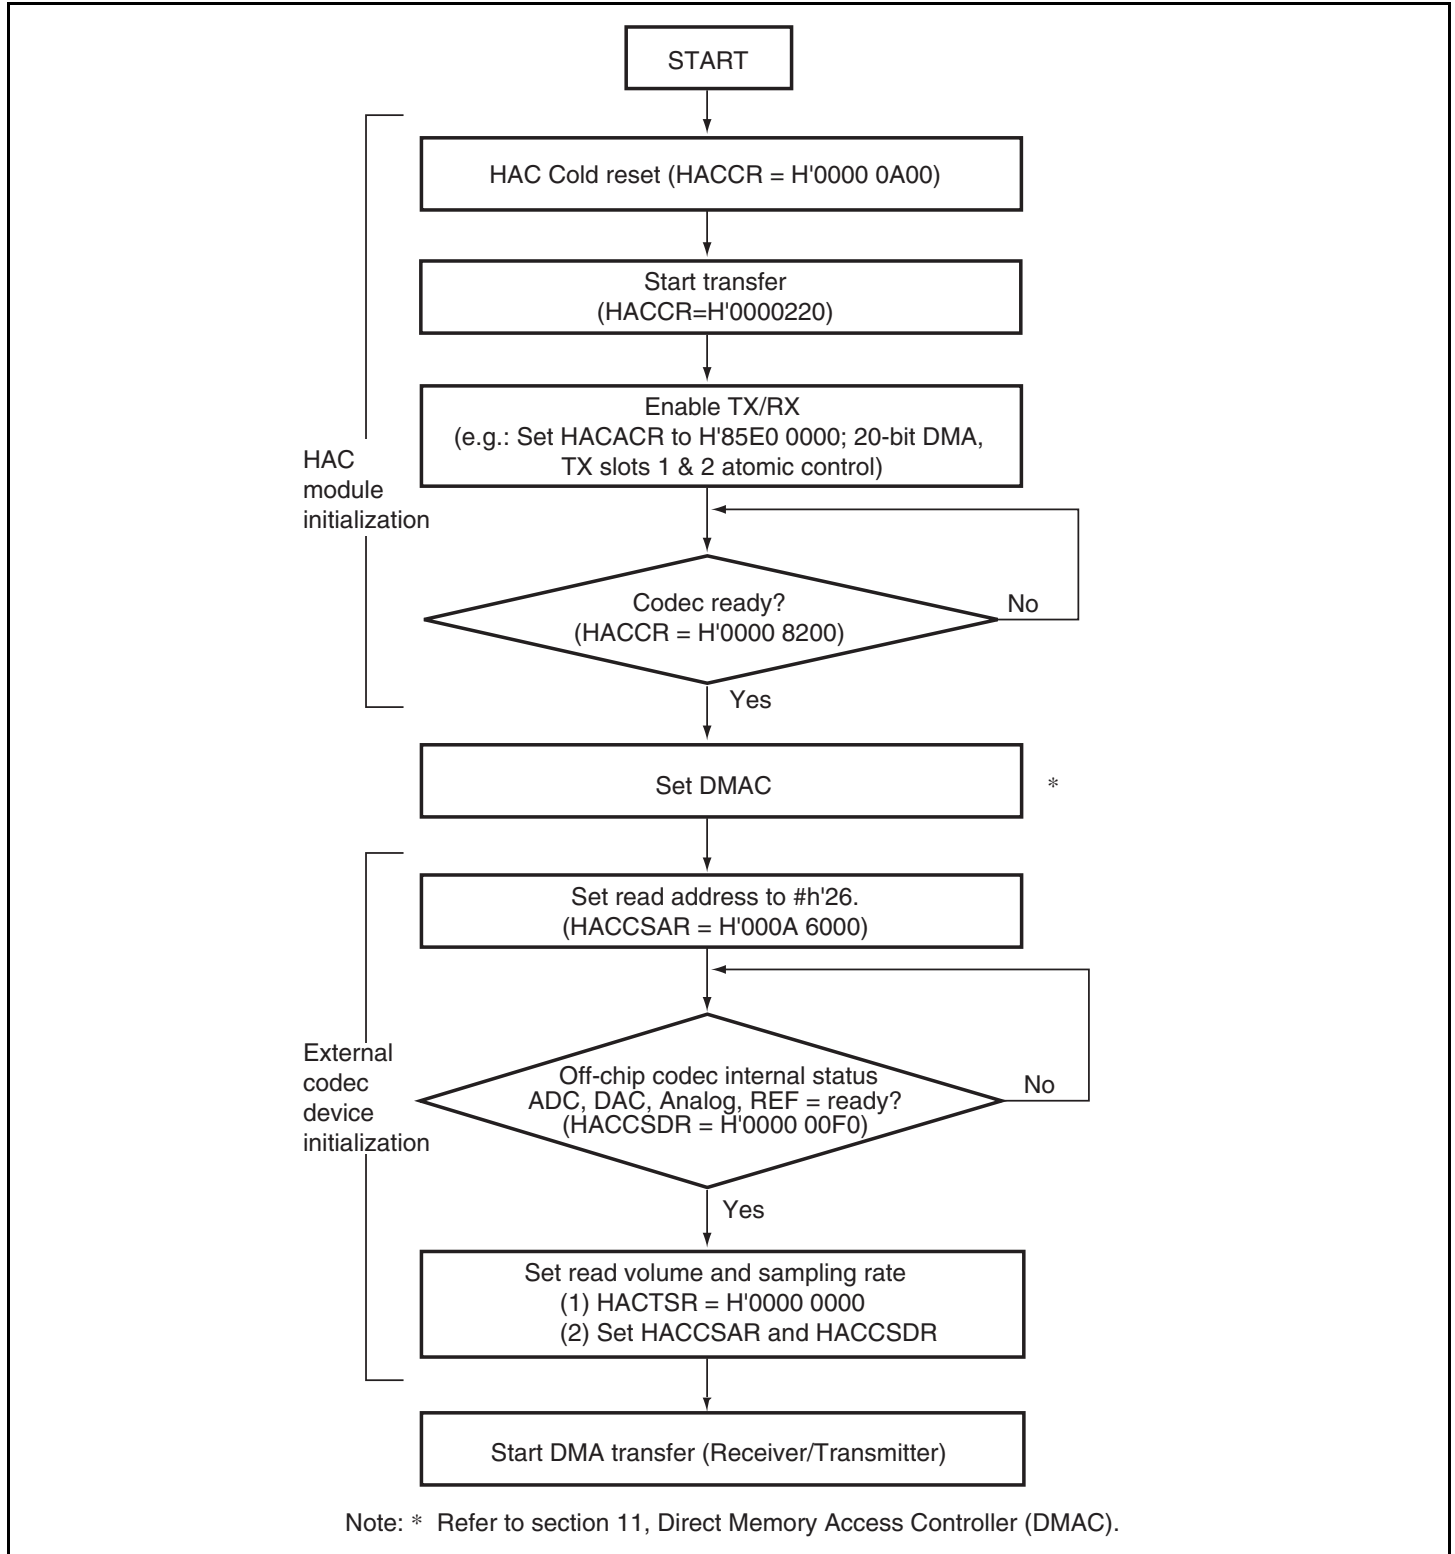 START
HAC Cold reset (HACCR = H'0000 0A00)
Start transfer
(HACCR=H'0000220)
Enable TX/RX
(e.g.: Set HACACR to H'85E0 0000; 20-bit DMA,
TX slots 1 & 2 atomic control)
HAC
module
initialization
Codec ready?
(HACCR = H'0000 8200)
No
Yes
Set DMAC
*
Set read address to #h'26.
(HACCSAR = H'000A 6000)
External
codec
device
initialization
Off-chip codec internal status
ADC, DAC, Analog, REF = ready?
(HACCSDR = H'0000 00F0)
No
Yes
Set read volume and sampling rate
(1) HACTSR = H'0000 0000
(2) Set HACCSAR and HACCSDR
Start DMA transfer (Receiver/Transmitter)
Note: * Refer to section 11, Direct Memory Access Controller (DMAC).